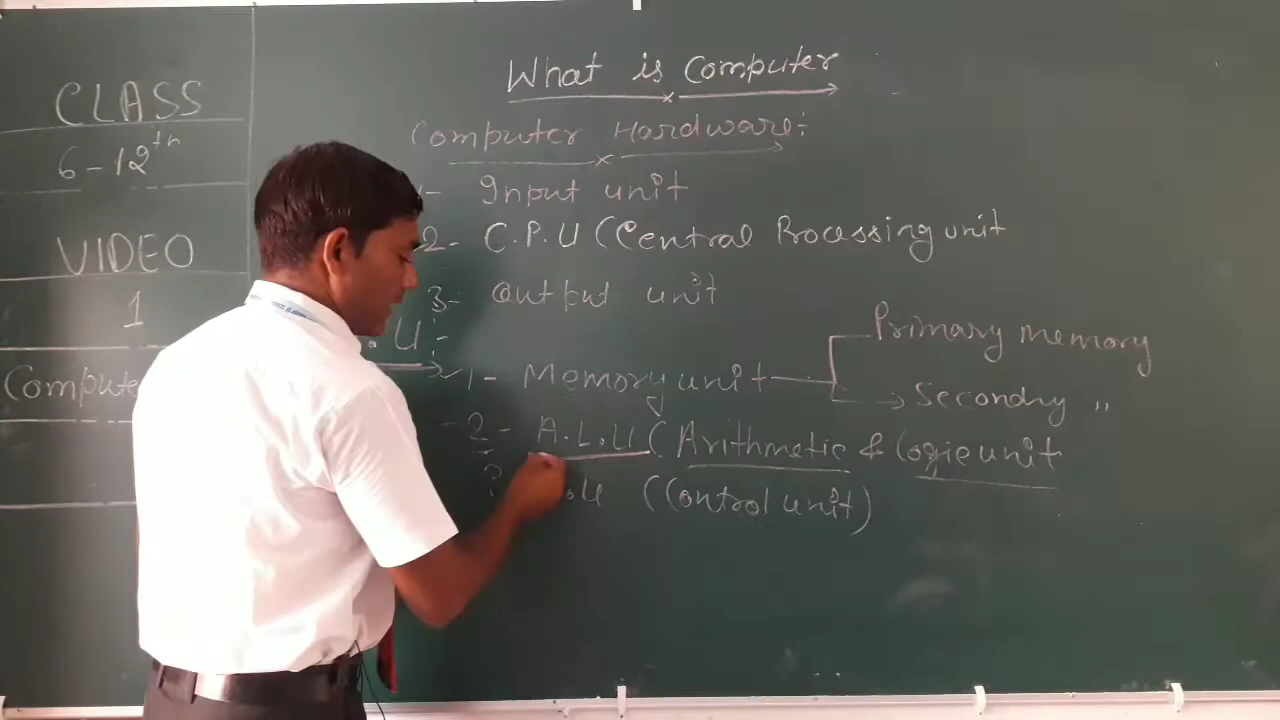 CLASS
6-12th
VIDEO
1
Compute
What is Computer
Computer Hardware:
- Input unit
2- C.P.U (Central Processing unit
3- output unit
.U:-
1- Memory unit
Primary memory
Secondry ,,
2- A.L.U (Arithmetic & Logic unit
(Control unit)